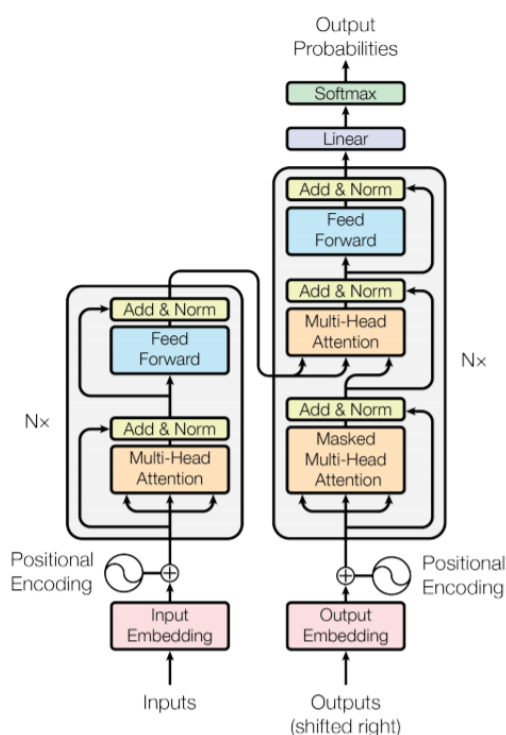 Output
Probabilities
Softmax
Linear
Add & Norm
Feed
Forward
Add & Norm
Multi-Head
Attention
Add & Norm
Masked
Multi-Head
Attention
N×
Add & Norm
Feed
Forward
Add & Norm
Multi-Head
Attention
N×
Positional
Encoding
Positional
Encoding
Input
Embedding
Output
Embedding
Inputs
Outputs
(shifted right)